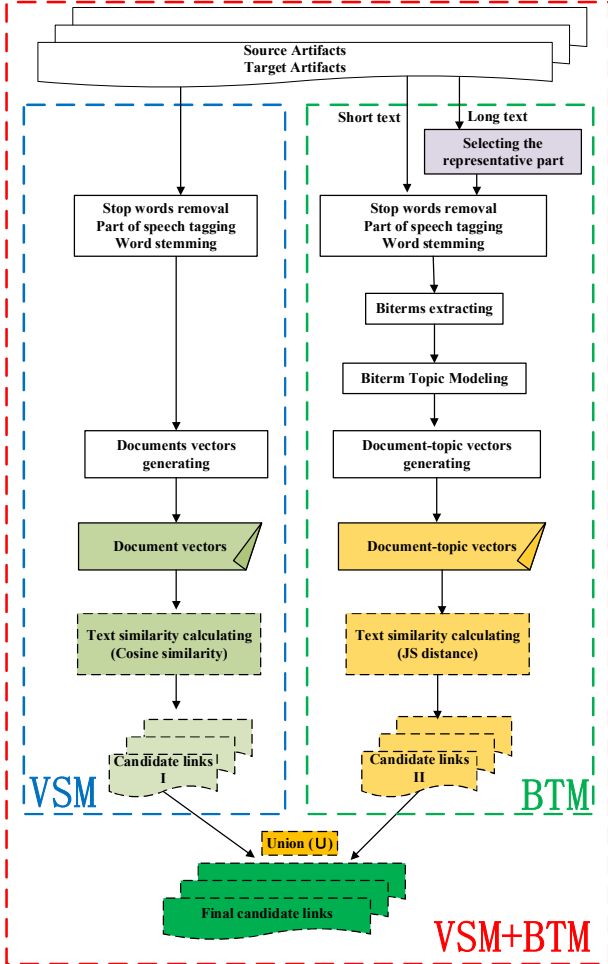 Source Artifacts
Target Artifacts
Short text
Long text
Selecting the
representative part
Stop words removal
Part of speech tagging
Word stemming
Stop words removal
Part of speech tagging
Word stemming
Biterms extracting
Biterm Topic Modeling
Documents vectors
generating
Document-topic vectors
generating
Document vectors
Document-topic vectors
Text similarity calculating
(Cosine similarity)
Text similarity calculating
(JS distance)
Candidate links
I
Candidate links
II
VSM
BTM
Union (∪)
Final candidate links
VSM+BTM